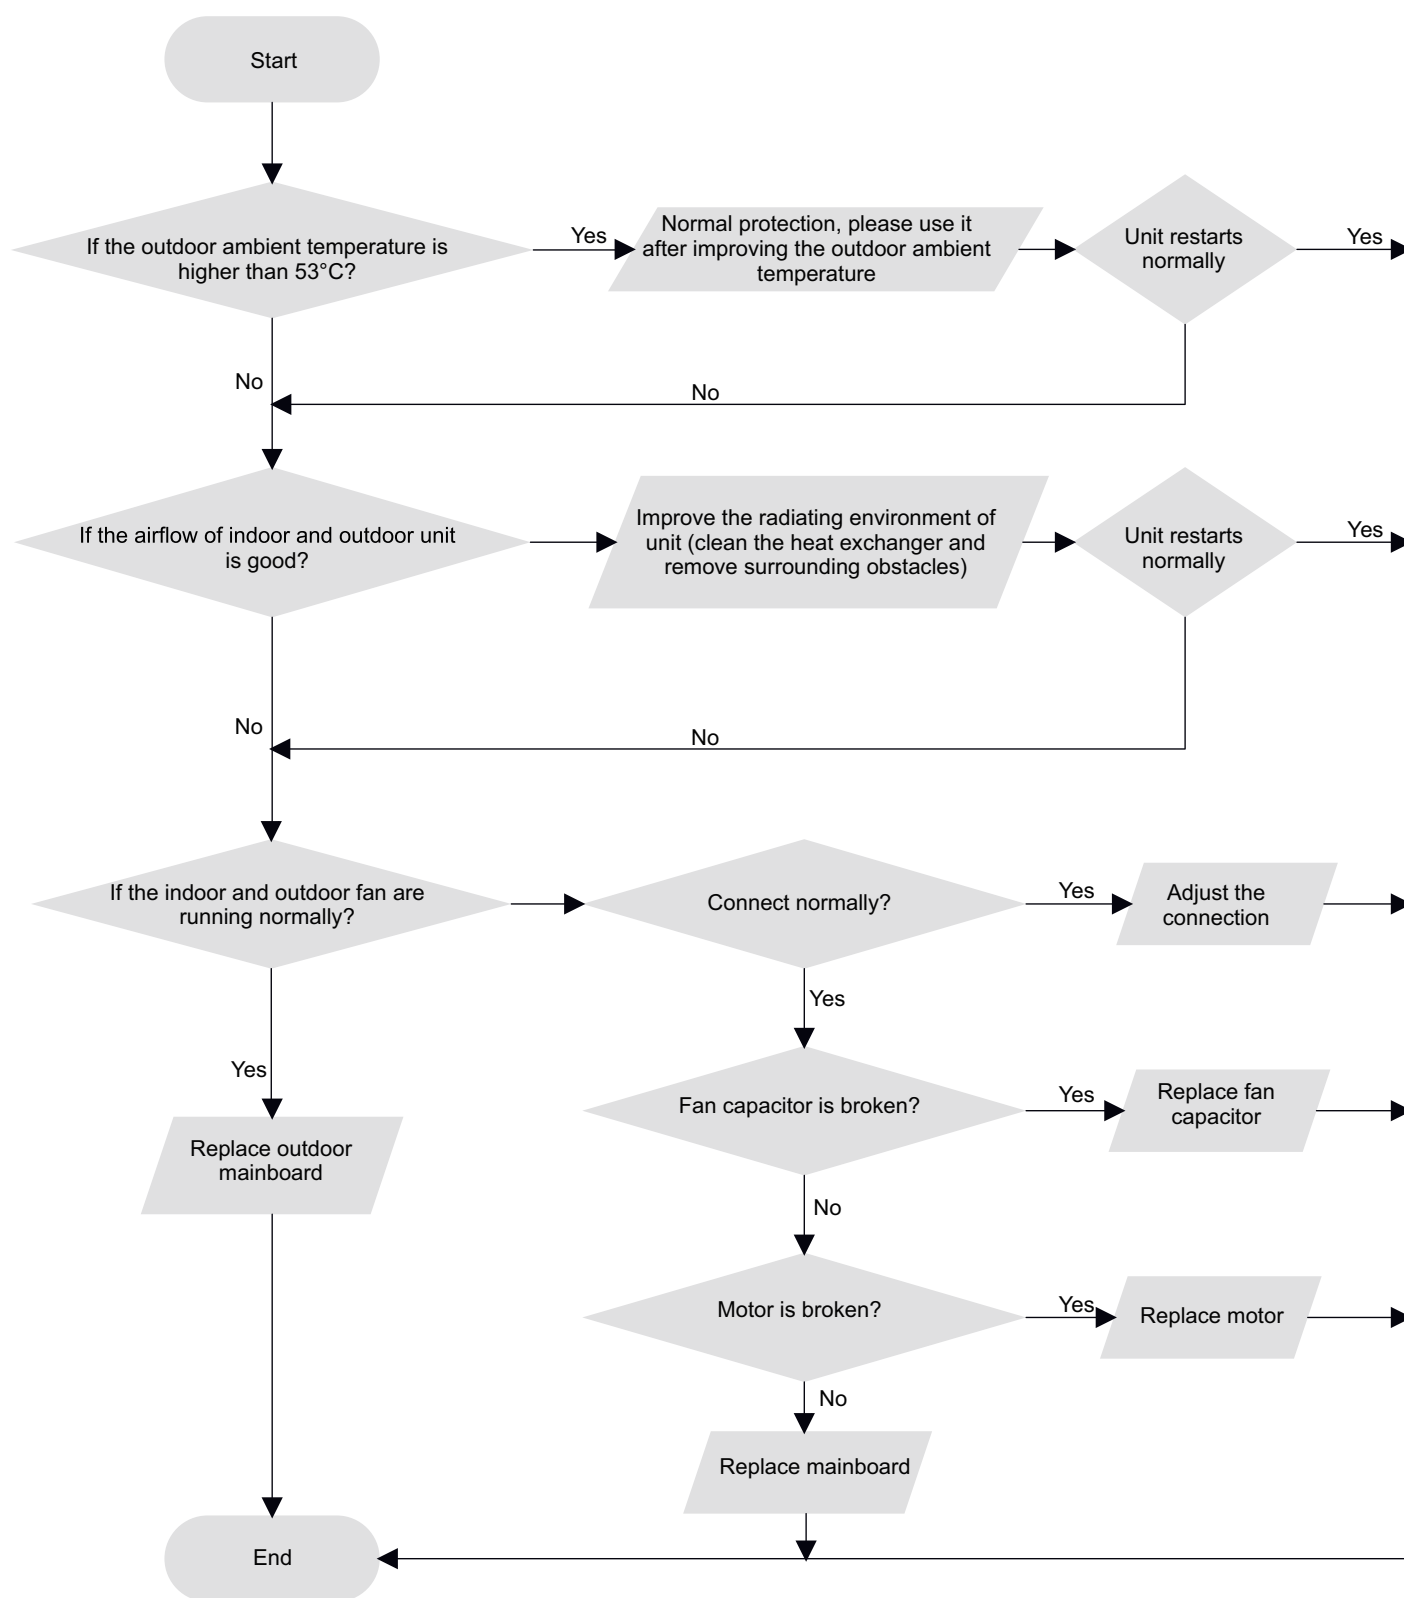 Start
If the outdoor ambient temperature is
higher than 53°C?
Yes
Normal protection, please use it
after improving the outdoor ambient
temperature
Unit restarts
normally
Yes
No
No
If the airflow of indoor and outdoor unit
is good?
Improve the radiating environment of
unit (clean the heat exchanger and
remove surrounding obstacles)
Unit restarts
normally
Yes
No
No
If the indoor and outdoor fan are
running normally?
Connect normally?
Yes
Adjust the
connection
Yes
Yes
Fan capacitor is broken?
Yes
Replace fan
capacitor
Replace outdoor
mainboard
No
Motor is broken?
Yes
Replace motor
No
Replace mainboard
End